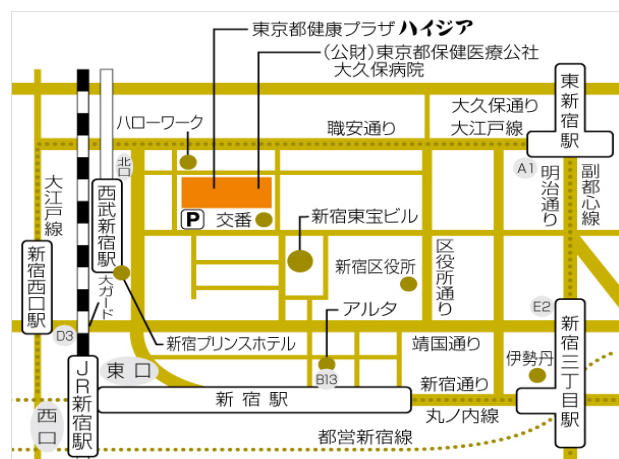 東京都健康プラザ ハイジア
(公財)東京都保健医療公社
大久保病院
東新宿駅
大久保通り
ハローワーク
職安通り
大江戸線
北口
A1
明治通り
副都心線
大江戸線
西武新宿駅
P
交番
新宿東宝ビル
新宿区役所
区役所通り
新宿西口駅
大ガード
アルタ
E2
D3
新宿プリンスホテル
靖国通り
伊勢丹
新宿三丁目駅
JR新宿駅
東口
B13
新宿通り
新宿駅
西口
丸ノ内線
都営新宿線